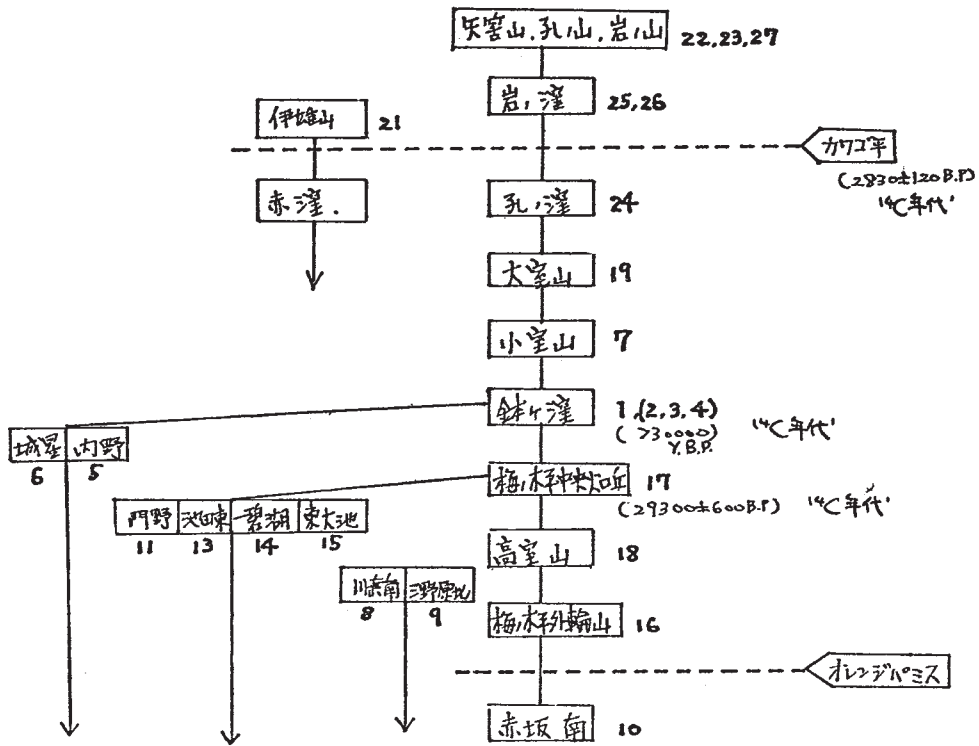 矢筈山,孔ノ山,岩ノ山 22,23,27
岩ノ窪 25,26
伊雄山 21
カワゴ平
(2830±120B.P)
¹⁴C年代
赤窪.
孔ノ窪 24
大室山 19
小室山 7
鉢ヶ窪 1,(2,3,4)
(>30000)
Y.B.P.
¹⁴C年代
城星 内野
6 5
梅ノ木平中央火口丘 17
(29300±600B.P) ¹⁴C年代
門野 池田東 一碧湖 東大池
11 13 14 15
高室山 18
川奈南 三野原北
8 9
梅ノ木平外輪山 16
オレンジパミス
赤坂南 10